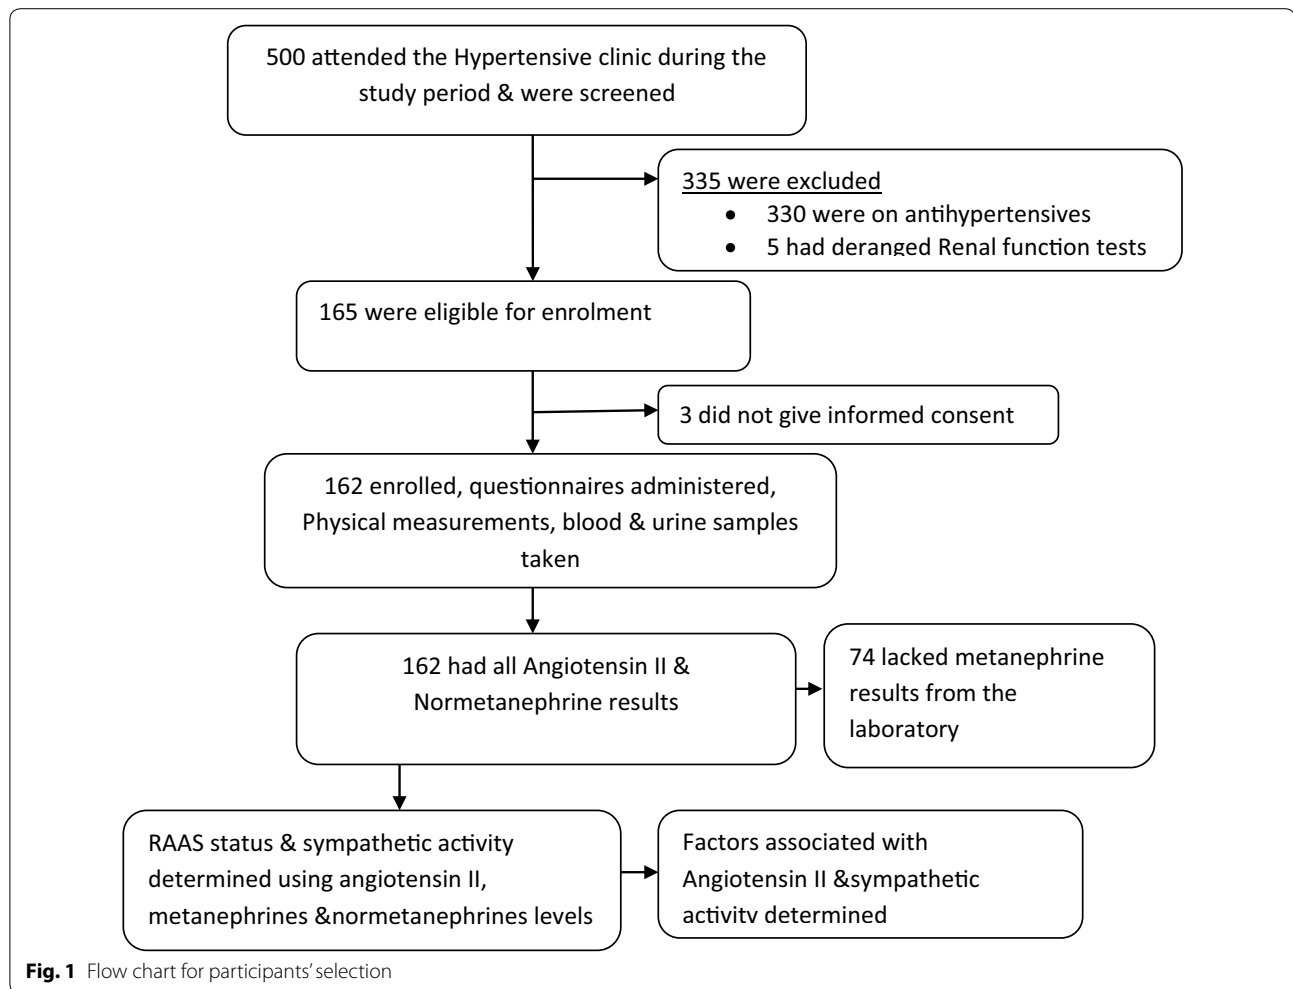 500 attended the Hypertensive clinic during the
study period & were screened
335 were excluded
• 330 were on antihypertensives
• 5 had deranged Renal function tests
165 were eligible for enrolment
3 did not give informed consent
162 enrolled, questionnaires administered,
Physical measurements, blood & urine samples
taken
162 had all Angiotensin II &
Normetanephrine results
74 lacked metanephrine
results from the
laboratory
RAAS status & sympathetic activity
determined using angiotensin II,
metanephrines &normetanephrines levels
Factors associated with
Angiotensin II &sympathetic
activity determined
Fig. 1 Flow chart for participants' selection